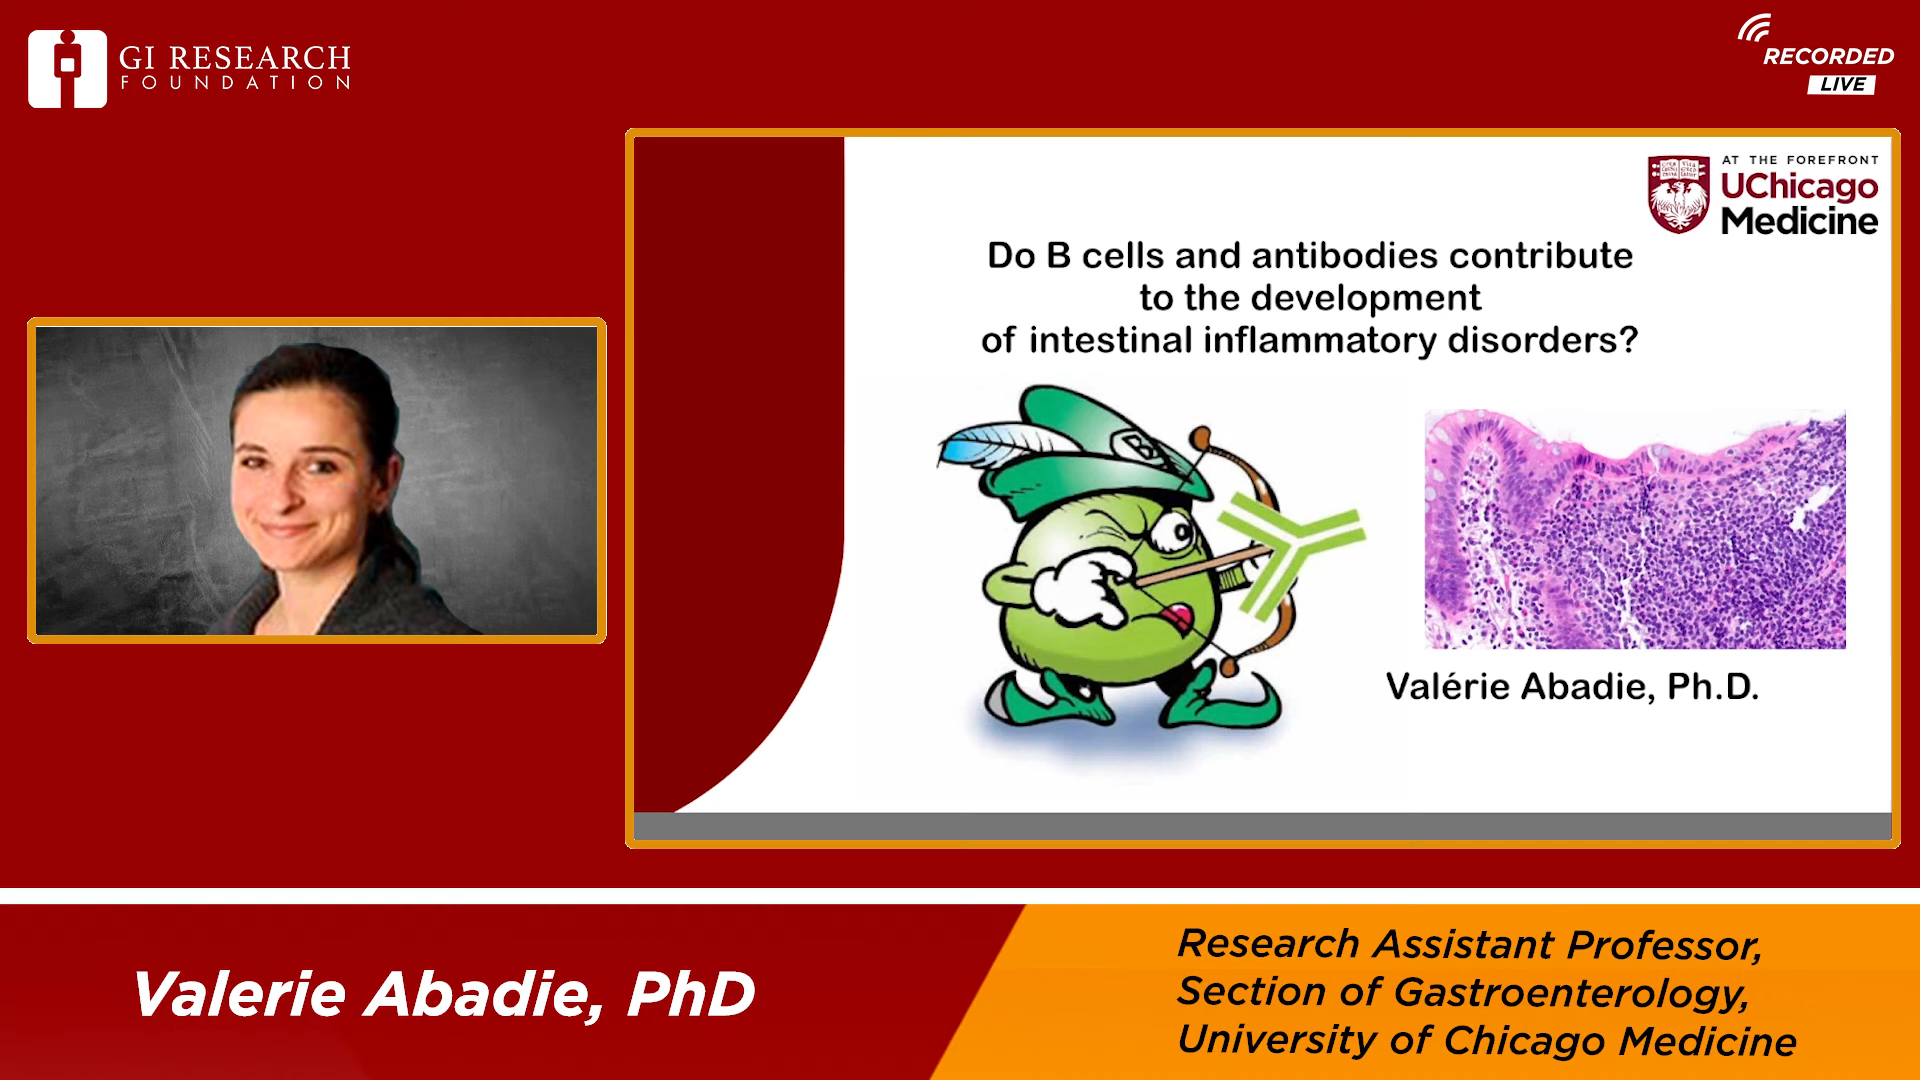 GI RESEARCH
FOUNDATION
RECORDED
LIVE
AT THE FOREFRONT
UChicago
Medicine
Do B cells and antibodies contribute
to the development
of intestinal inflammatory disorders?
B
Valérie Abadie, Ph.D.
Valerie Abadie, PhD
Research Assistant Professor,
Section of Gastroenterology,
University of Chicago Medicine